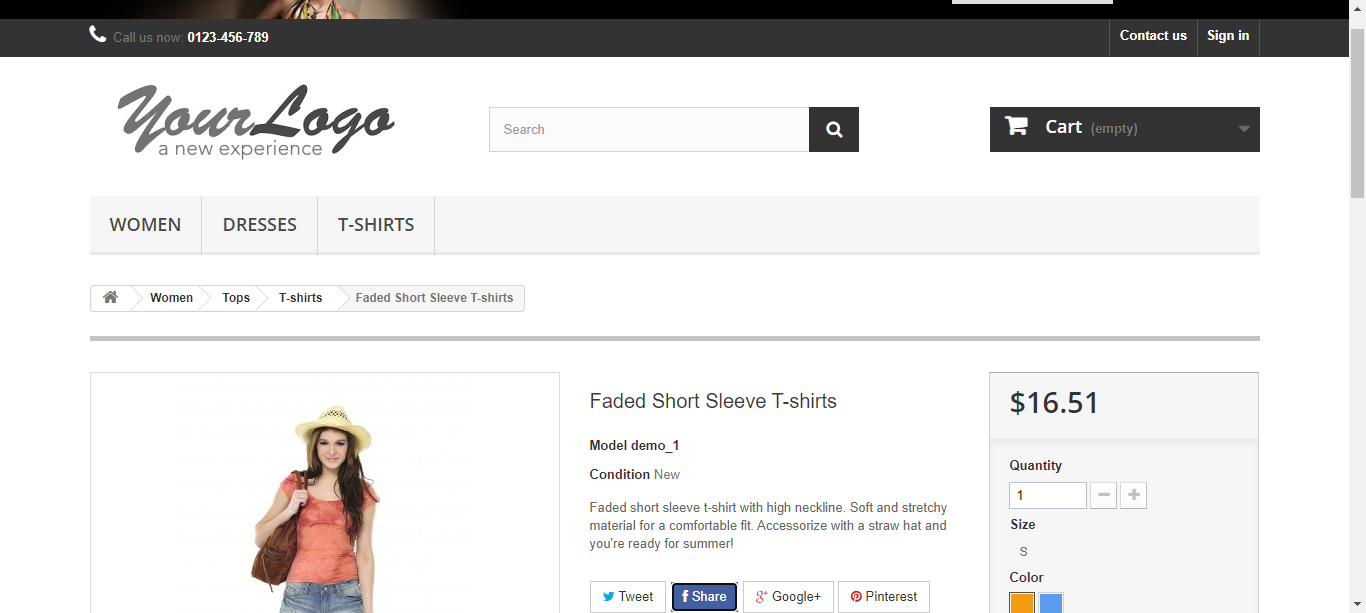 Call us now: 0123-456-789
Contact us
Sign in
YourLogo
a new experience
Search
Cart (empty)
WOMEN
DRESSES
T-SHIRTS
Women
Tops
T-shirts
Faded Short Sleeve T-shirts
Faded Short Sleeve T-shirts
Model demo_1
Condition New
Faded short sleeve t-shirt with high neckline. Soft and stretchy
material for a comfortable fit. Accessorize with a straw hat and
you're ready for summer!
Tweet
f Share
g+ Google+
Pinterest
$16.51
Quantity
1
Size
S
Color